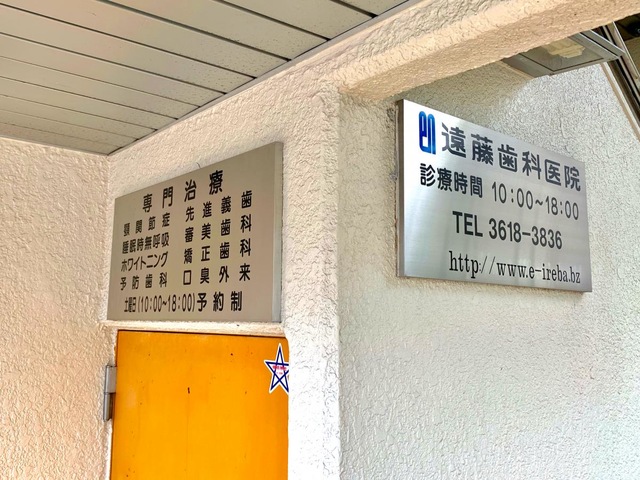 専門治療
顎関節症 先進義歯
睡眠時無呼吸 審美歯科
ホワイトニング 矯正歯科
予防歯科 口臭外来
土曜日(10:00~18:00)予約制
en 遠藤歯科医院
診療時間 10:00~18:00
TEL 3618-3836
http://www.e-ireba.bz